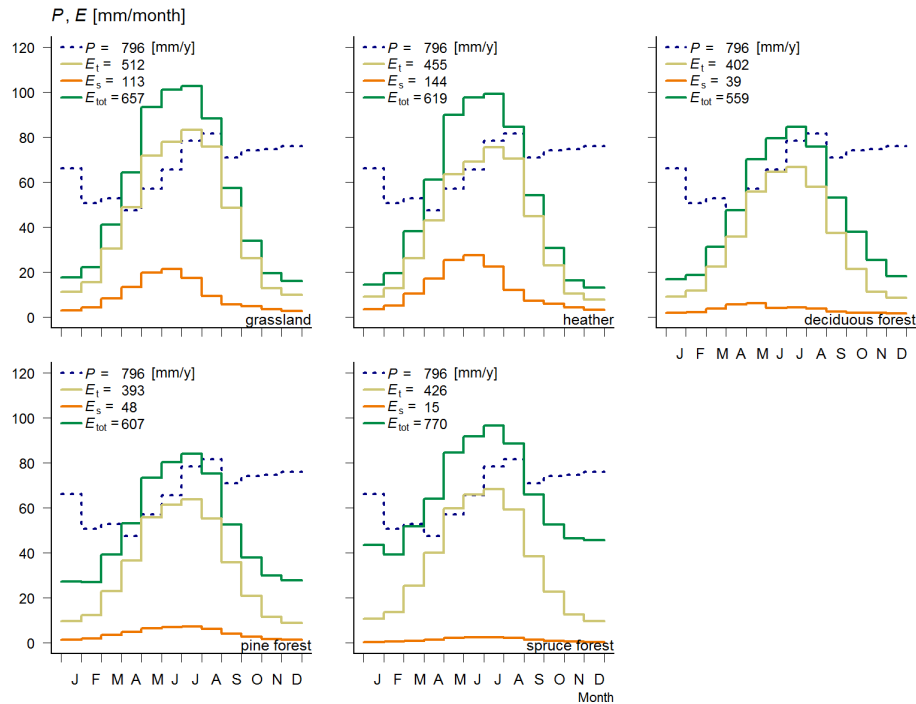 P, E [mm/month]
120
100
80
60
40
20
0
P = 796 [mm/y]
Et = 512
Es = 113
Etot = 657
grassland
P = 796 [mm/y]
Et = 455
Es = 144
Etot = 619
heather
P = 796 [mm/y]
Et = 402
Es = 39
Etot = 559
deciduous forest
J F M A M J J A S O N D
120
100
80
60
40
20
0
P = 796 [mm/y]
Et = 393
Es = 48
Etot = 607
pine forest
J F M A M J J A S O N D
P = 796 [mm/y]
Et = 426
Es = 15
Etot = 770
spruce forest
J F M A M J J A S O N D
Month